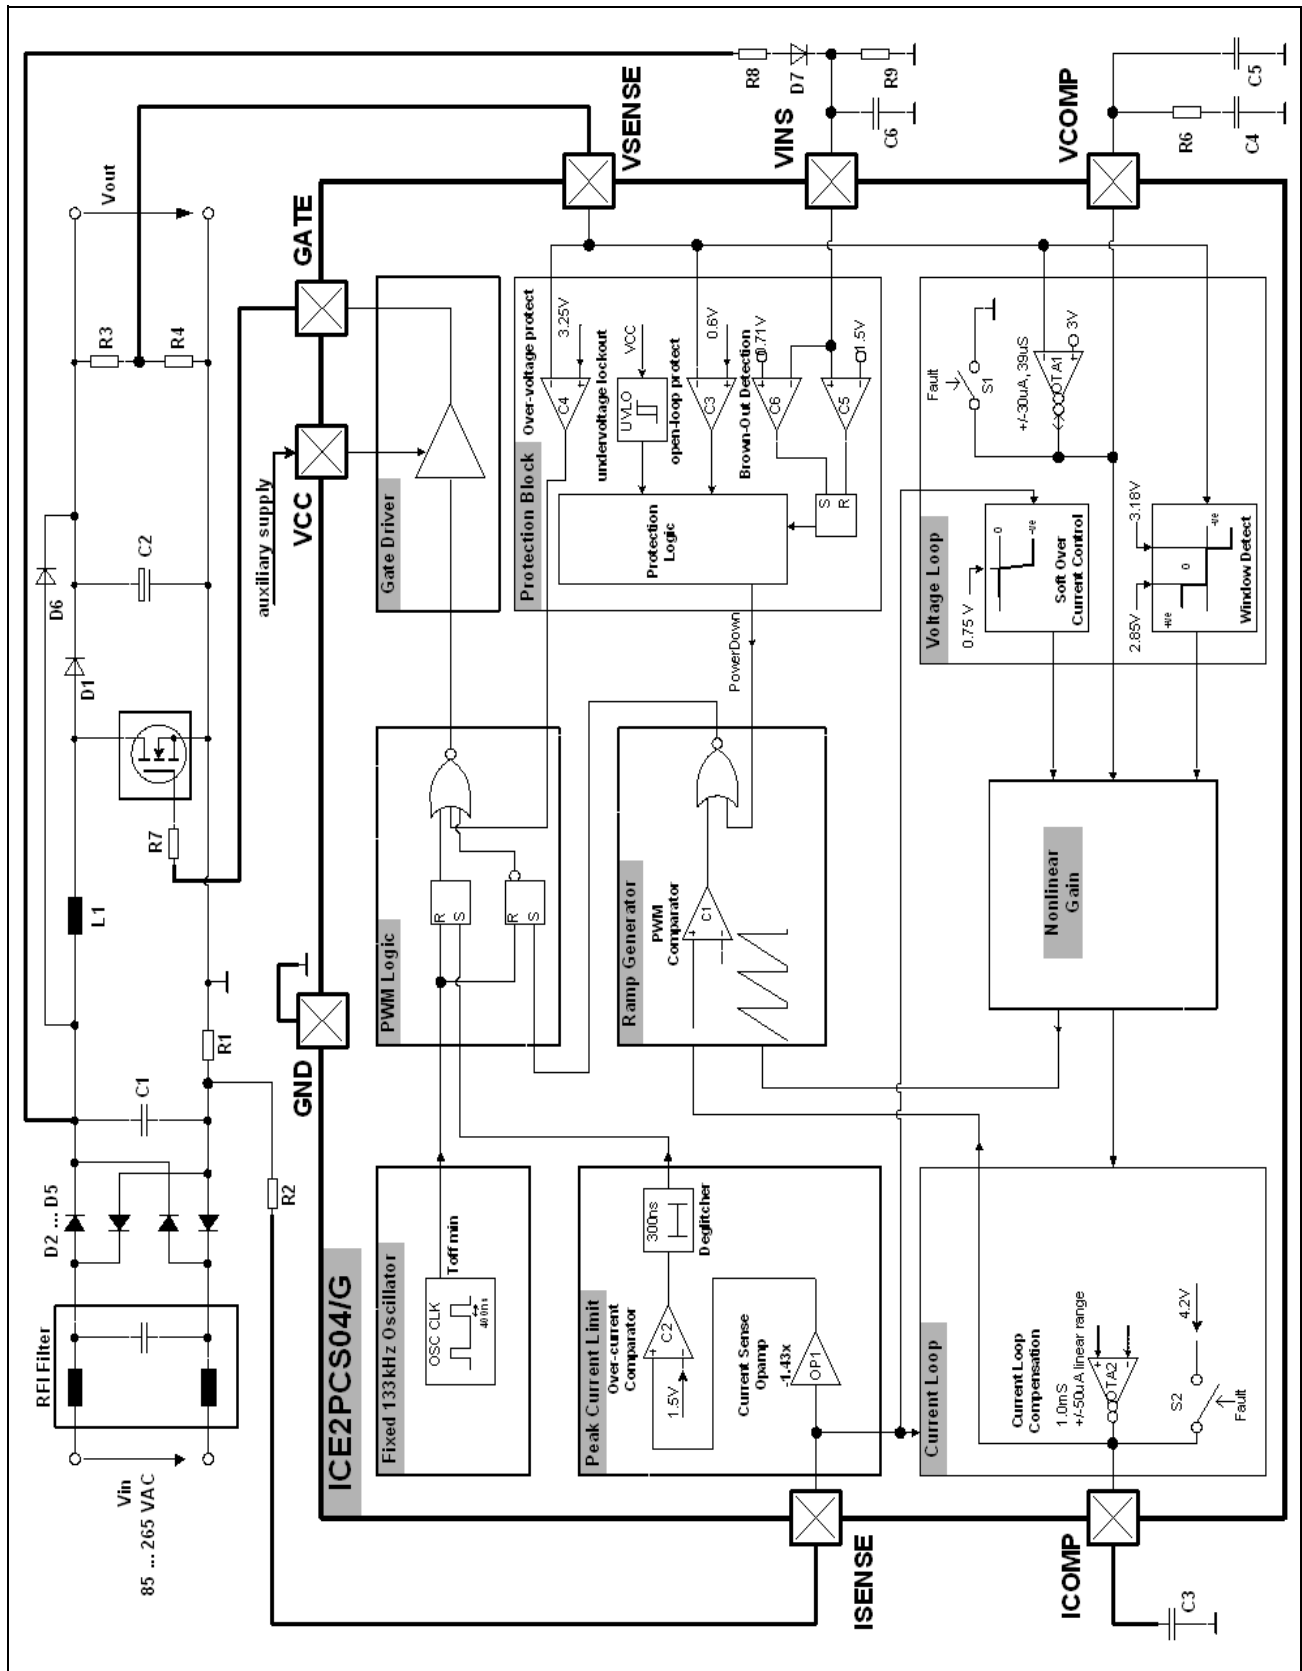 Vin
85 ... 265 VAC
RFI Filter
D2 ... D5
C1
R1
R2
L1
R7
D1
D6
C2
R3
R4
Vout
GND
auxiliary supply
VCC
GATE
VSENSE
R8
D7
R9
C6
VINS
VCOMP
R6
C4
C5
ISENSE
ICOMP
C3
ICE2PCS04/G
Fixed 133kHz Oscillator
OSC CLK
400ns
Toff min
PWM Logic
R
S
R
S
Gate Driver
Peak Current Limit
Over-current
Comparator
1.5V
+
-
C2
300ns
Deglitcher
Current Sense
Opamp
-1.43x
OP1
Ramp Generator
PWM
Comparator
+
-
C1
PowerDown
Protection Block
Over-voltage protect
C4
3.25V
undervoltage lockout
UVLO
VCC
open-loop protect
C3
0.6V
Brown-Out Detection
C6
0.71V
C5
1.5V
S
R
Protection
Logic
Current Loop
Current Loop
Compensation
1.0mS
+/-50uA linear range
OTA2
+
-
4.2V
S2
Fault
Nonlinear
Gain
Voltage Loop
0.75 V
0
-ve
Soft Over
Current Control
2.85V
3.18V
+ve
0
-ve
Window Detect
Fault
S1
+/-30uA, 39uS
OTA1
3V